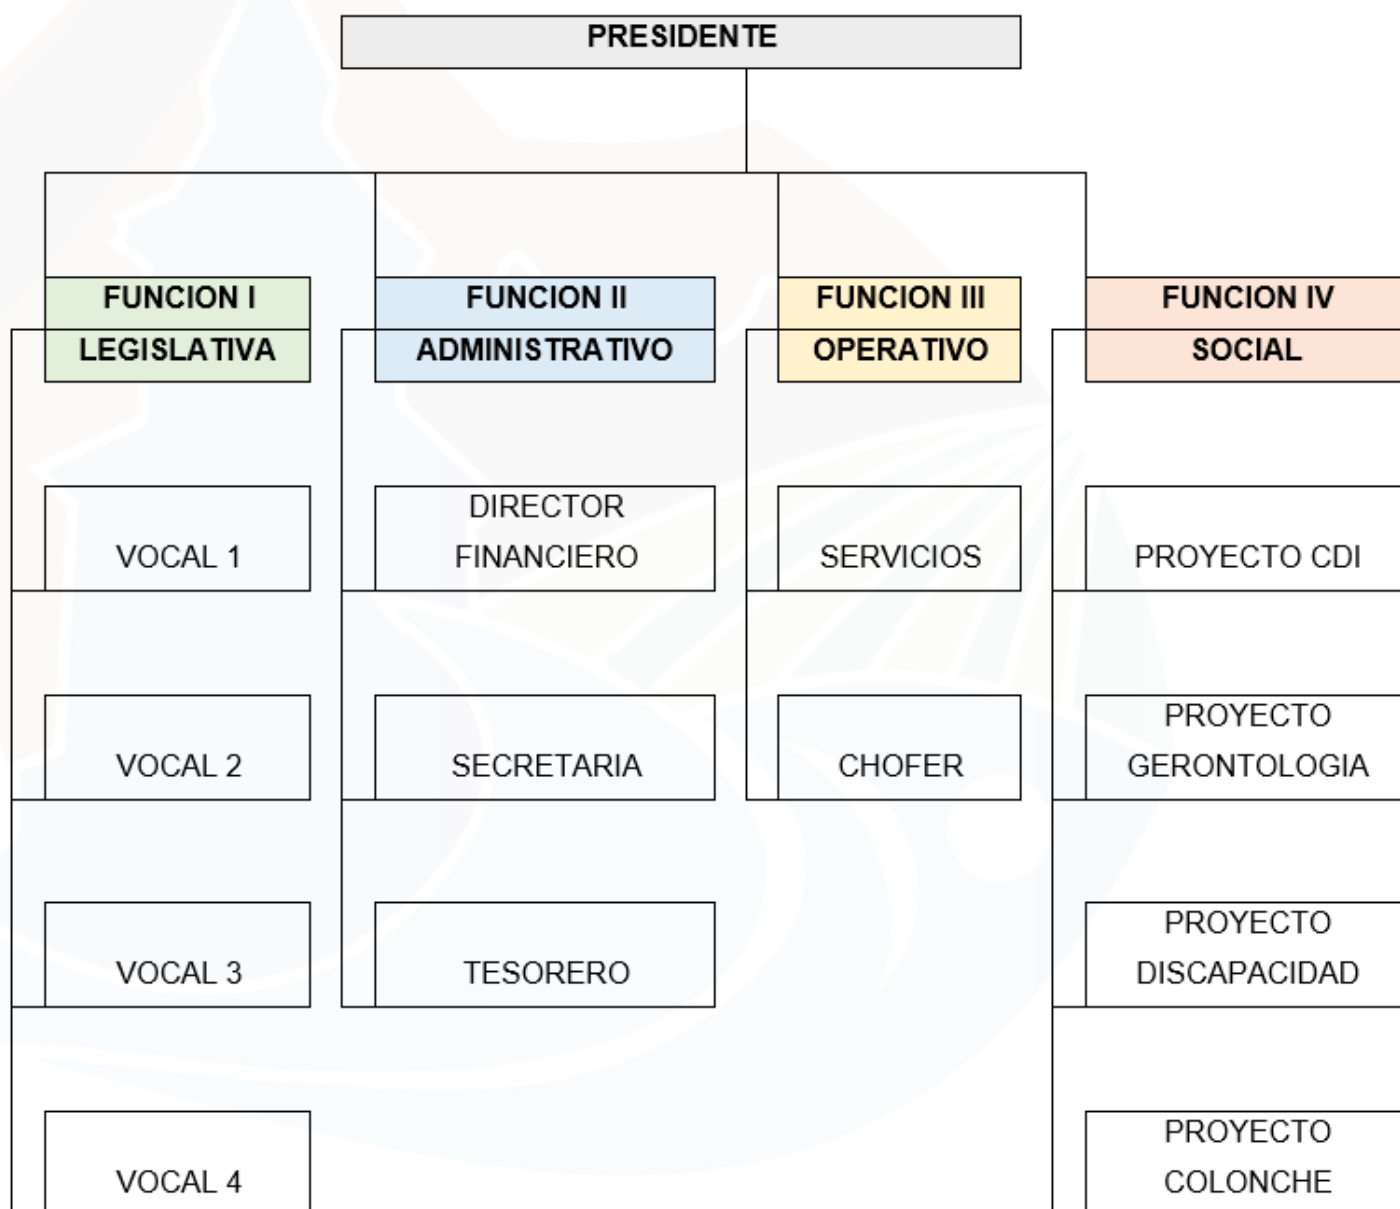 PRESIDENTE
FUNCION I
LEGISLATIVA
FUNCION II
ADMINISTRATIVO
FUNCION III
OPERATIVO
FUNCION IV
SOCIAL
VOCAL 1
DIRECTOR
FINANCIERO
SERVICIOS
PROYECTO CDI
VOCAL 2
SECRETARIA
CHOFER
PROYECTO
GERONTOLOGIA
VOCAL 3
TESORERO
PROYECTO
DISCAPACIDAD
VOCAL 4
PROYECTO
COLONCHE